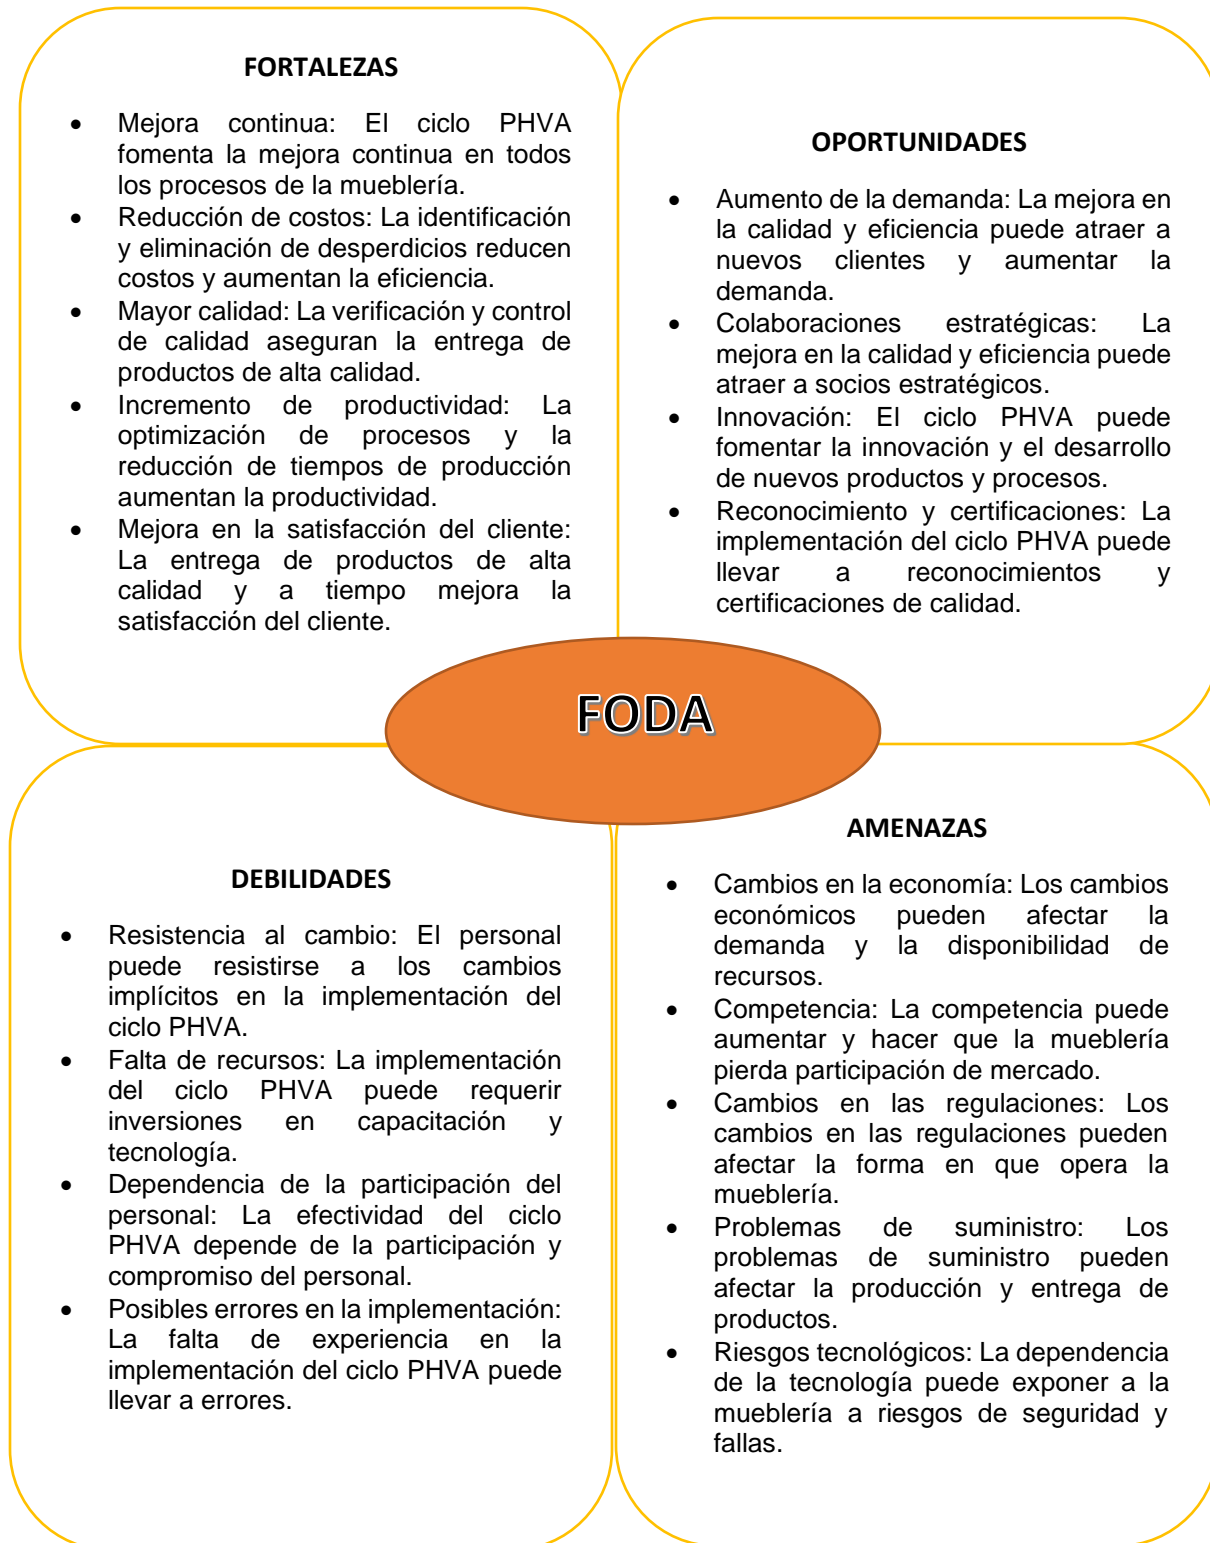 FORTALEZAS
• Mejora continua: El ciclo PHVA
fomenta la mejora continua en todos
los procesos de la mueblería.
• Reducción de costos: La identificación
y eliminación de desperdicios reducen
costos y aumentan la eficiencia.
• Mayor calidad: La verificación y control
de calidad aseguran la entrega de
productos de alta calidad.
• Incremento de productividad: La
optimización de procesos y la
reducción de tiempos de producción
aumentan la productividad.
• Mejora en la satisfacción del cliente:
La entrega de productos de alta
calidad y a tiempo mejora la
satisfacción del cliente.
OPORTUNIDADES
• Aumento de la demanda: La mejora en
la calidad y eficiencia puede atraer a
nuevos clientes y aumentar la
demanda.
• Colaboraciones estratégicas: La
mejora en la calidad y eficiencia puede
atraer a socios estratégicos.
• Innovación: El ciclo PHVA puede
fomentar la innovación y el desarrollo
de nuevos productos y procesos.
• Reconocimiento y certificaciones: La
implementación del ciclo PHVA puede
llevar a reconocimientos y
certificaciones de calidad.
FODA
DEBILIDADES
• Resistencia al cambio: El personal
puede resistirse a los cambios
implícitos en la implementación del
ciclo PHVA.
• Falta de recursos: La implementación
del ciclo PHVA puede requerir
inversiones en capacitación y
tecnología.
• Dependencia de la participación del
personal: La efectividad del ciclo
PHVA depende de la participación y
compromiso del personal.
• Posibles errores en la implementación:
La falta de experiencia en la
implementación del ciclo PHVA puede
llevar a errores.
AMENAZAS
• Cambios en la economía: Los cambios
económicos pueden afectar la
demanda y la disponibilidad de
recursos.
• Competencia: La competencia puede
aumentar y hacer que la mueblería
pierda participación de mercado.
• Cambios en las regulaciones: Los
cambios en las regulaciones pueden
afectar la forma en que opera la
mueblería.
• Problemas de suministro: Los
problemas de suministro pueden
afectar la producción y entrega de
productos.
• Riesgos tecnológicos: La dependencia
de la tecnología puede exponer a la
mueblería a riesgos de seguridad y
fallas.